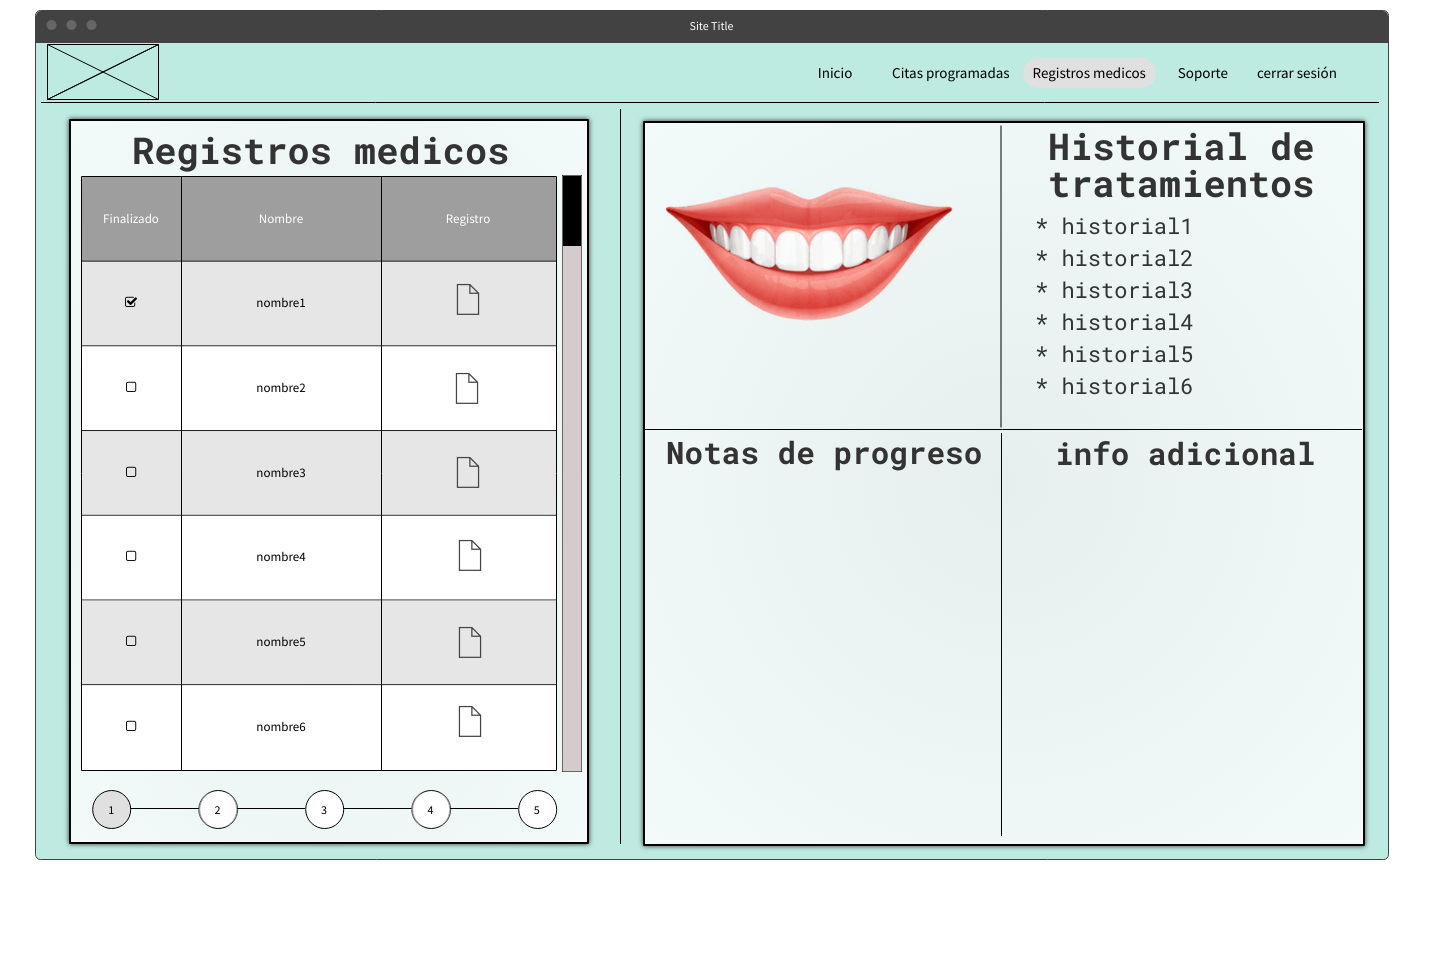 Site Title
Inicio Citas programadas Registros medicos Soporte cerrar sesión
Registros medicos
Finalizado Nombre Registro
nombre1
nombre2
nombre3
nombre4
nombre5
nombre6
1 2 3 4 5
Historial de
tratamientos
* historial1
* historial2
* historial3
* historial4
* historial5
* historial6
Notas de progreso
info adicional